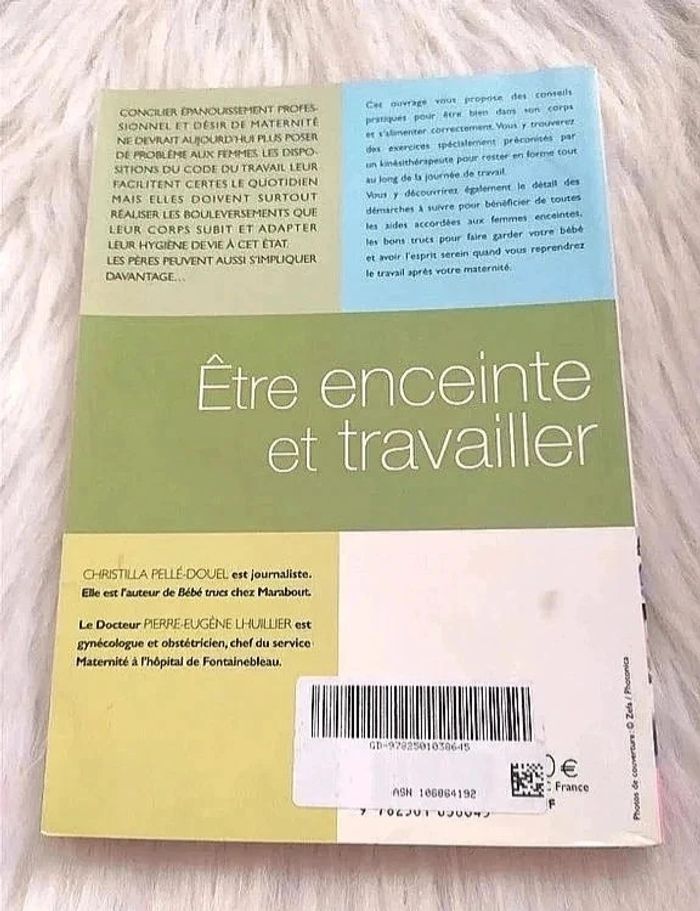 CONCILIER ÉPANOUISSEMENT PROFES-
SIONNEL ET DÉSIR DE MATERNITÉ
NE DEVRAIT AUJOURD'HUI PLUS POSER
DE PROBLÈME AUX FEMMES. LES DISPO-
SITIONS DU CODE DU TRAVAIL LEUR
FACILITENT CERTES LE QUOTIDIEN
MAIS ELLES DOIVENT SURTOUT
RÉALISER LES BOULEVERSEMENTS QUE
LEUR CORPS SUBIT ET ADAPTER
LEUR HYGIÈNE DE VIE À CET ÉTAT.
LES PÈRES PEUVENT AUSSI S'IMPLIQUER
DAVANTAGE...
Cet ouvrage vous propose des conseils
pratiques pour être bien dans son corps
et s'alimenter correctement. Vous y trouverez
des exercices spécialement préconisés par
un kinésithérapeute pour rester en forme tout
au long de la journée de travail.
Vous y découvrirez également le détail des
démarches à suivre pour bénéficier de toutes
les aides accordées aux femmes enceintes,
les bons trucs pour faire garder votre bébé
et avoir l'esprit serein quand vous reprendrez
le travail après votre maternité.
Être enceinte
et travailler
CHRISTILLA PELLÉ-DOUEL est journaliste.
Elle est l'auteur de Bébé trucs chez Marabout.
Le Docteur PIERRE-EUGÈNE LHUILLIER est
gynécologue et obstétricien, chef du service
Maternité à l'hôpital de Fontainebleau.
GD-9782501038645
ASN 106064192
€
France
F
Photos de couverture : © Zefa / Photonica